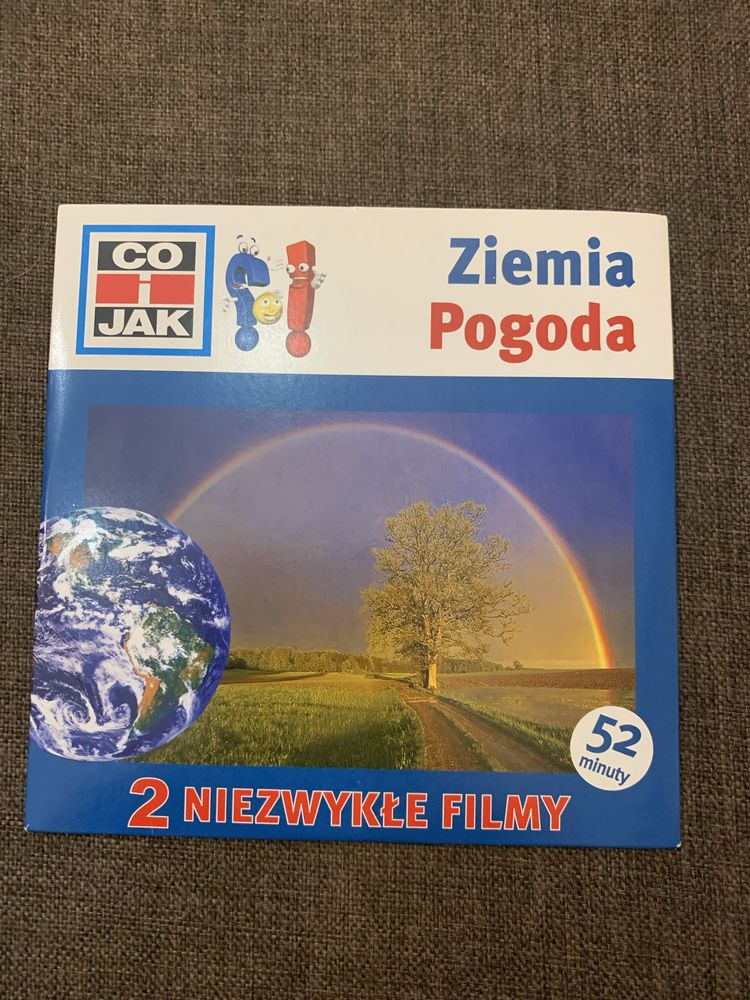 CO
i
JAK
Ziemia
Pogoda
52
minuty
2 NIEZWYKŁE FILMY